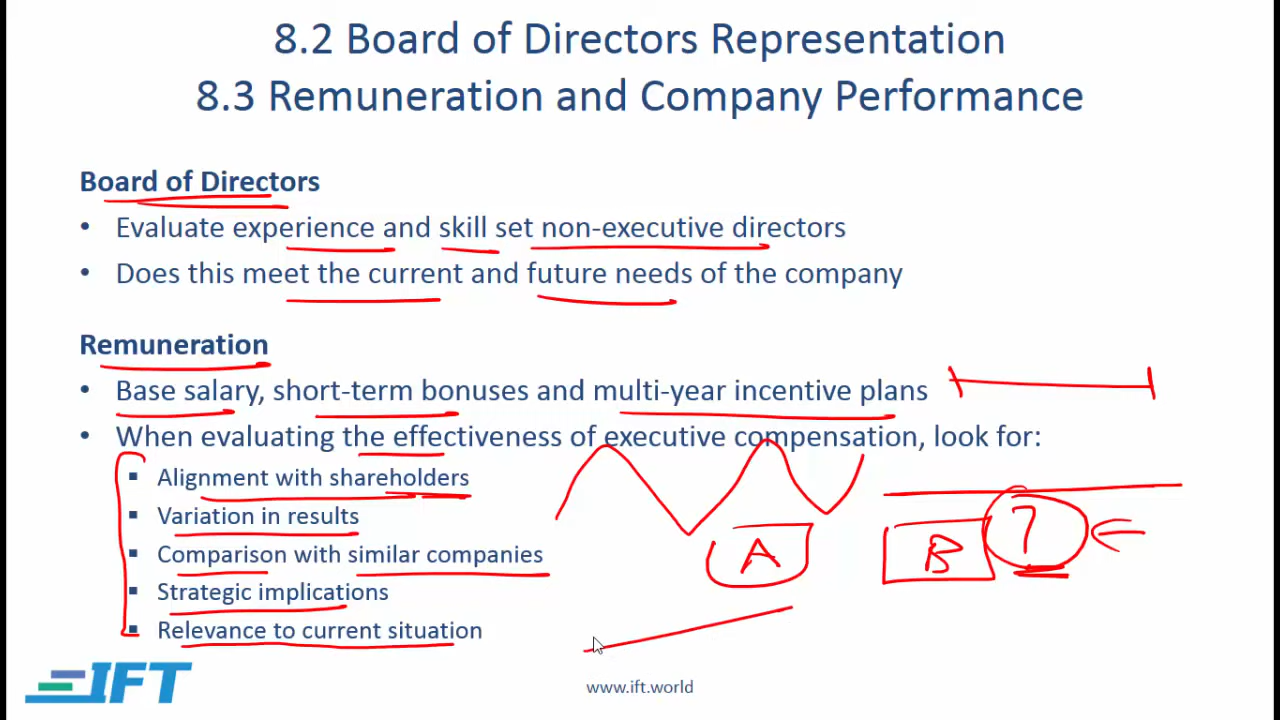 8.2 Board of Directors Representation
8.3 Remuneration and Company Performance
Board of Directors
• Evaluate experience and skill set non-executive directors
• Does this meet the current and future needs of the company
Remuneration
• Base salary, short-term bonuses and multi-year incentive plans
• When evaluating the effectiveness of executive compensation, look for:
▪ Alignment with shareholders
▪ Variation in results
▪ Comparison with similar companies
▪ Strategic implications
▪ Relevance to current situation
A
B
?
IFT
www.ift.world